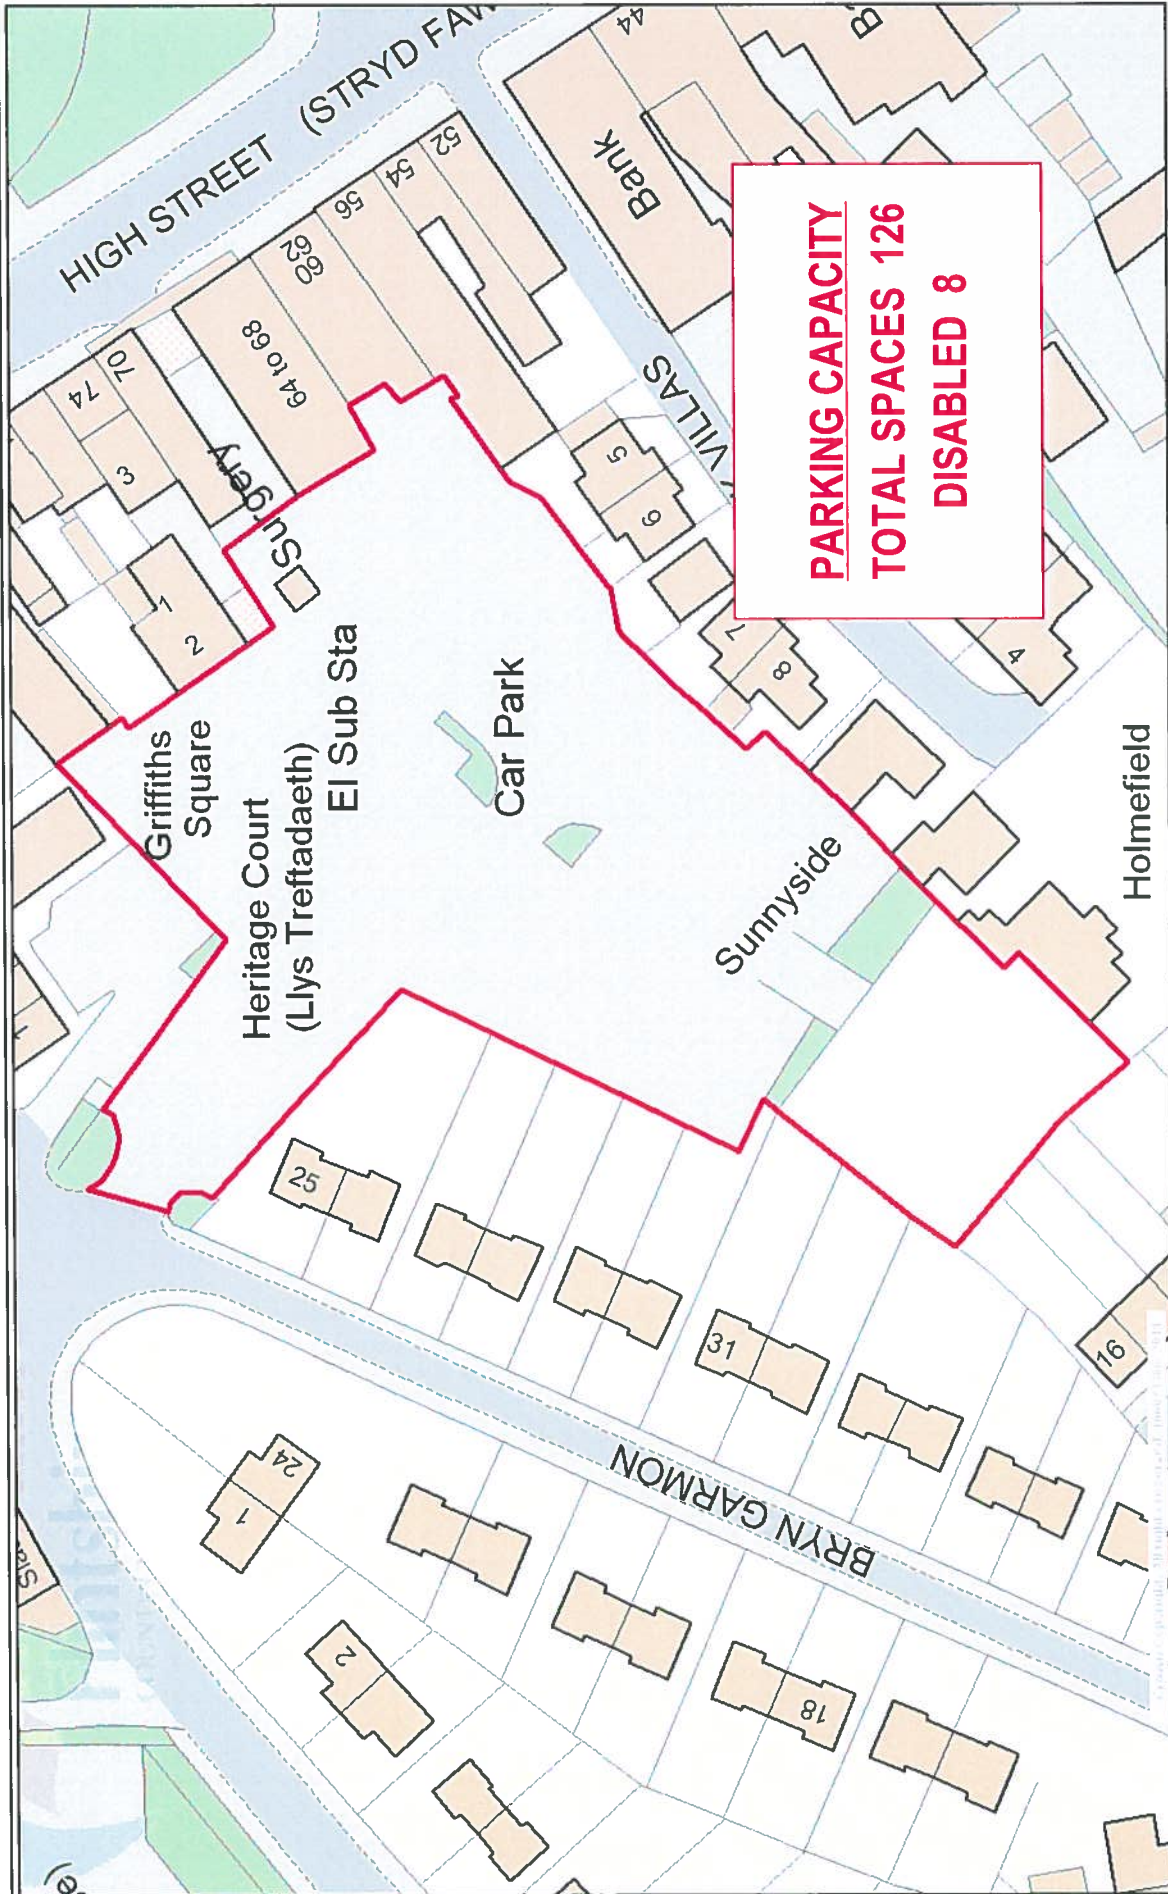 HIGH STREET (STRYD FAW
44
52
54
56
60
62
64 to 68
70
74
3
1
2
Surgery
Bank
B
5
6
7
8
4
VILLAS
PARKING CAPACITY
TOTAL SPACES 126
DISABLED 8
Griffiths
Square
Heritage Court
(Llys Treftadaeth)
El Sub Sta
Car Park
Sunnyside
Holmefield
25
31
16
BRYN GARMON
24
1
2
18